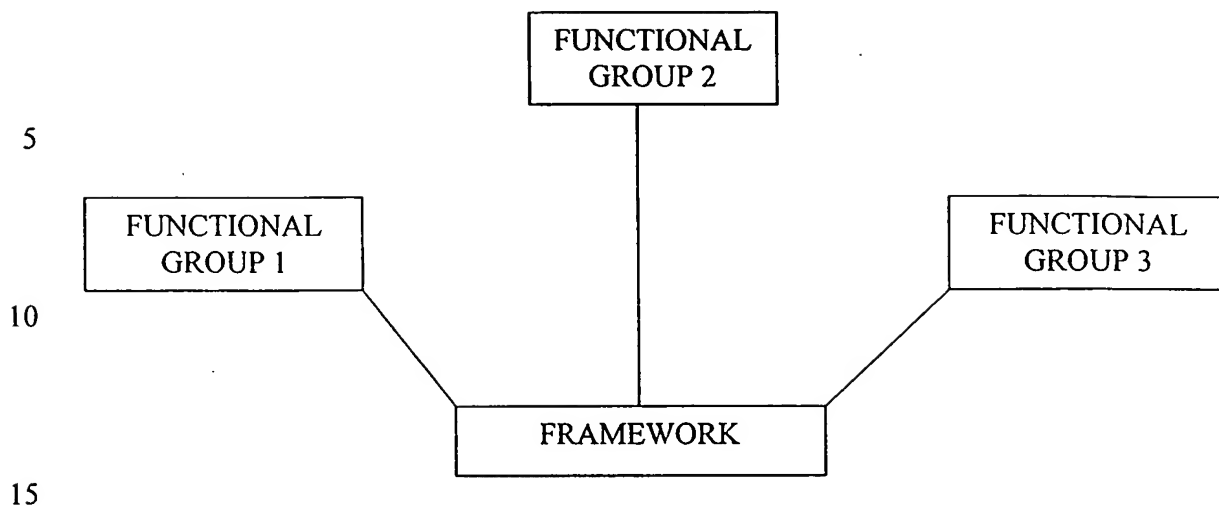 FUNCTIONAL
GROUP 2
5
FUNCTIONAL
GROUP 1
FUNCTIONAL
GROUP 3
10
FRAMEWORK
15